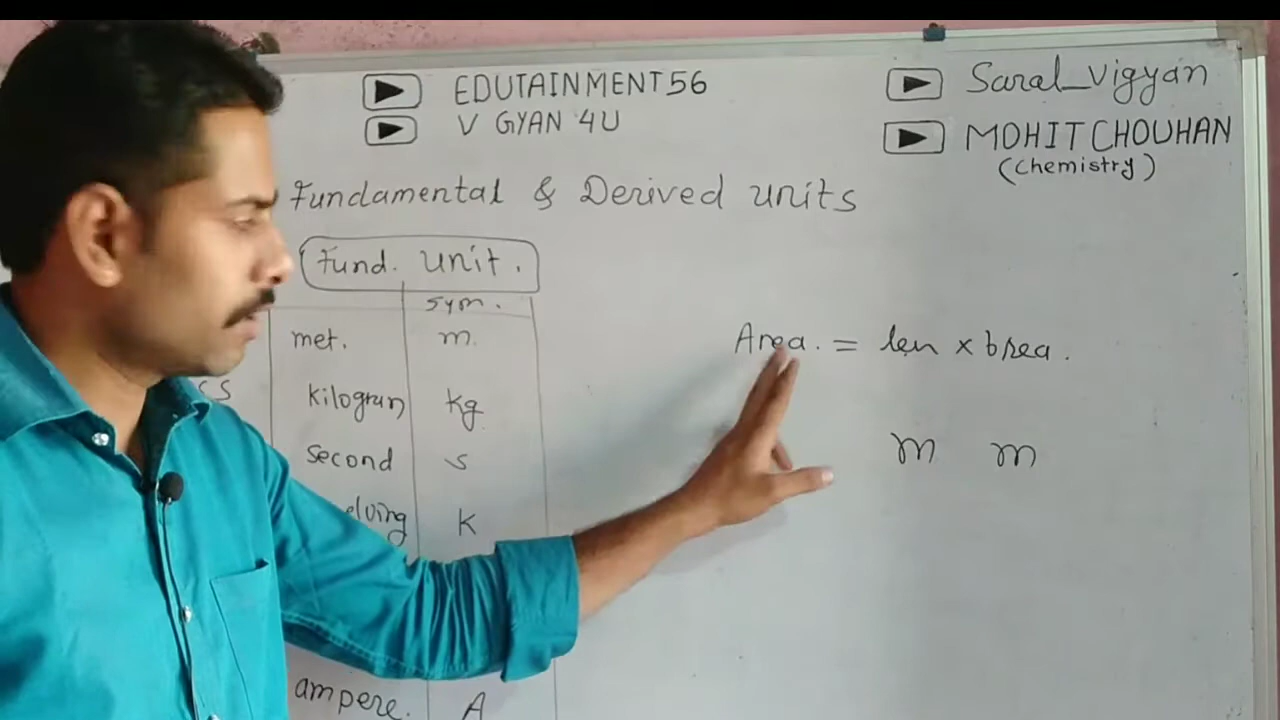 EDUTAINMENT 56
V GYAN 4U
Saral_Vigyan
MOHIT CHOUHAN
(Chemistry)
Fundamental & Derived units
Fund. unit.
sym.
met. m.
kilogram kg
second s
K
ampere. A
Area. = len × brea.
m m